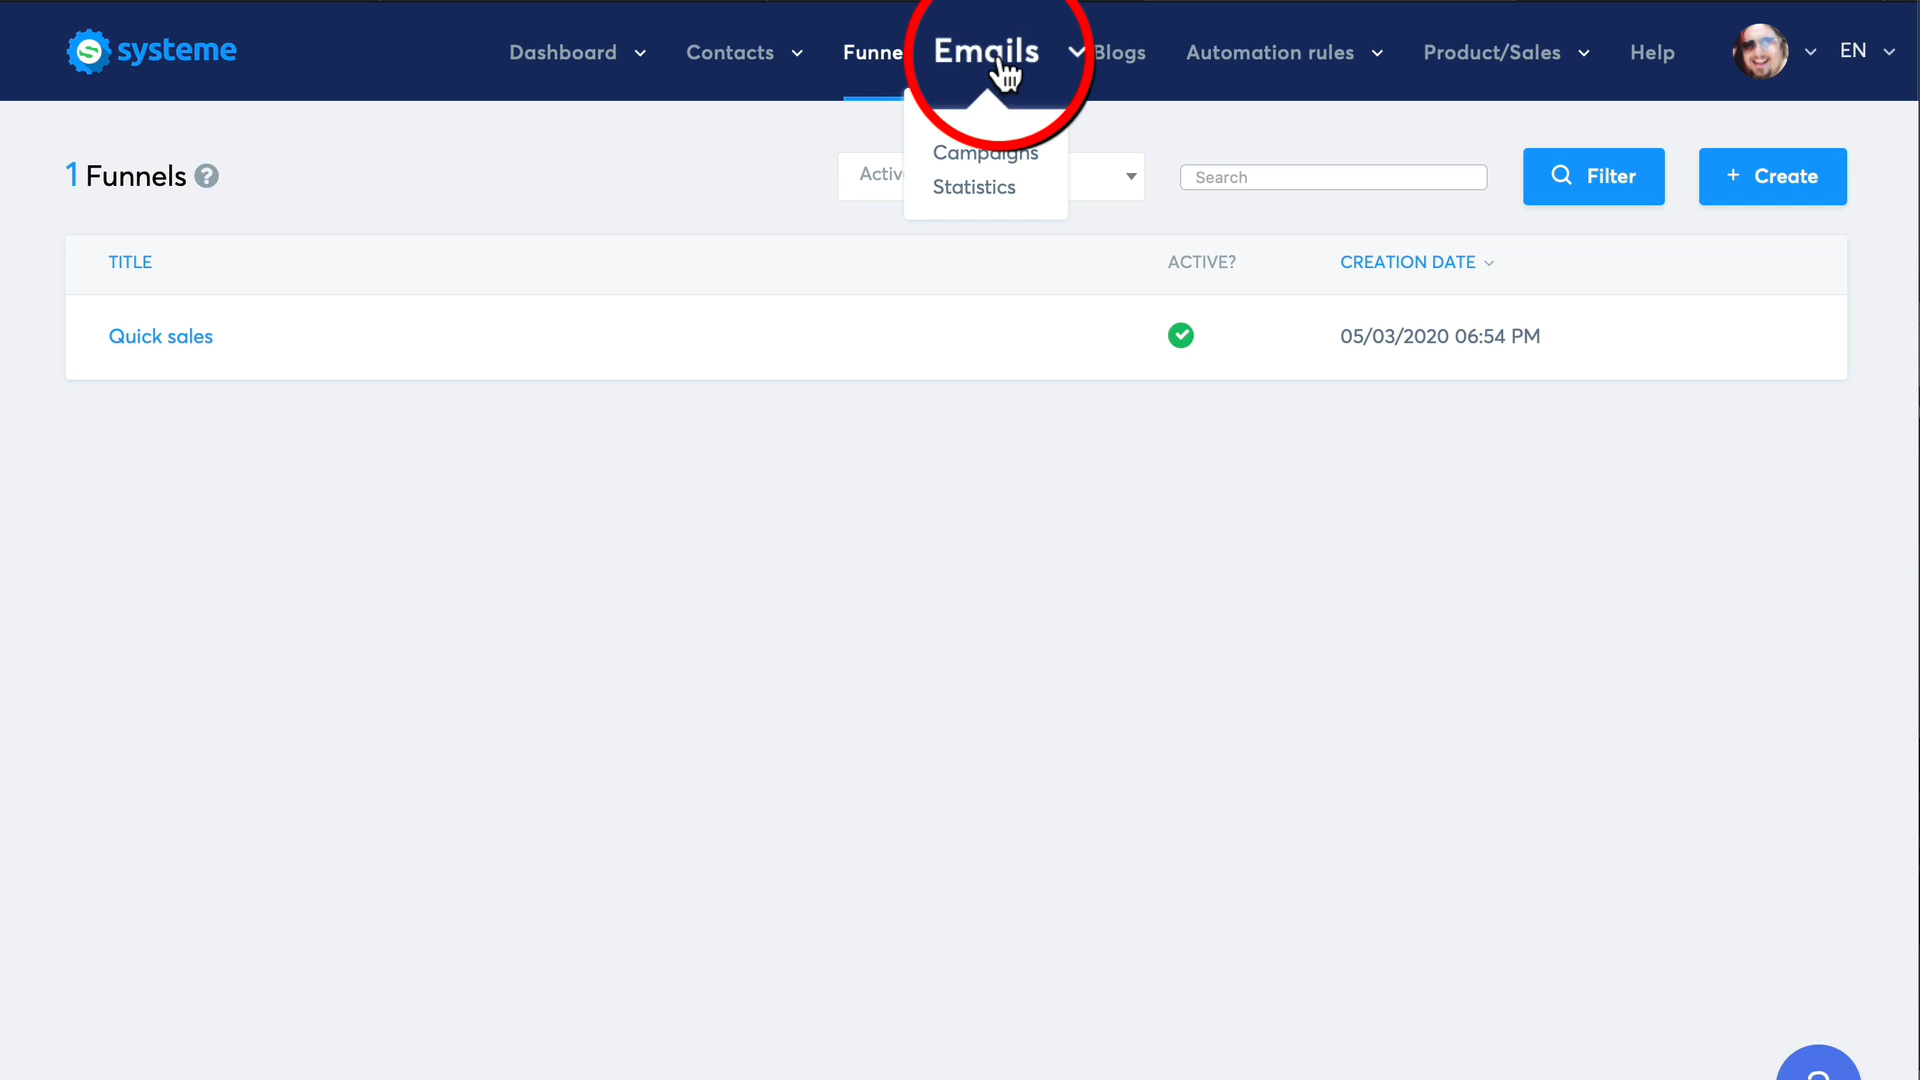 systeme
Dashboard Contacts Funne Emails Blogs Automation rules Product/Sales Help EN
1 Funnels ?
Activ
Campaigns
Statistics
Search
Filter
+ Create
TITLE ACTIVE? CREATION DATE
Quick sales 05/03/2020 06:54 PM